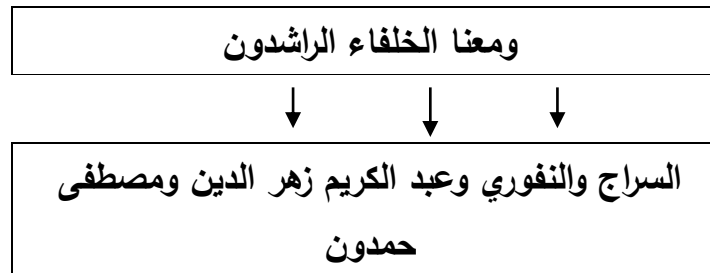 ومعنا الخلفاء الراشدون
السراج والنفوري وعبد الكريم زهر الدين ومصطفى
حمدون